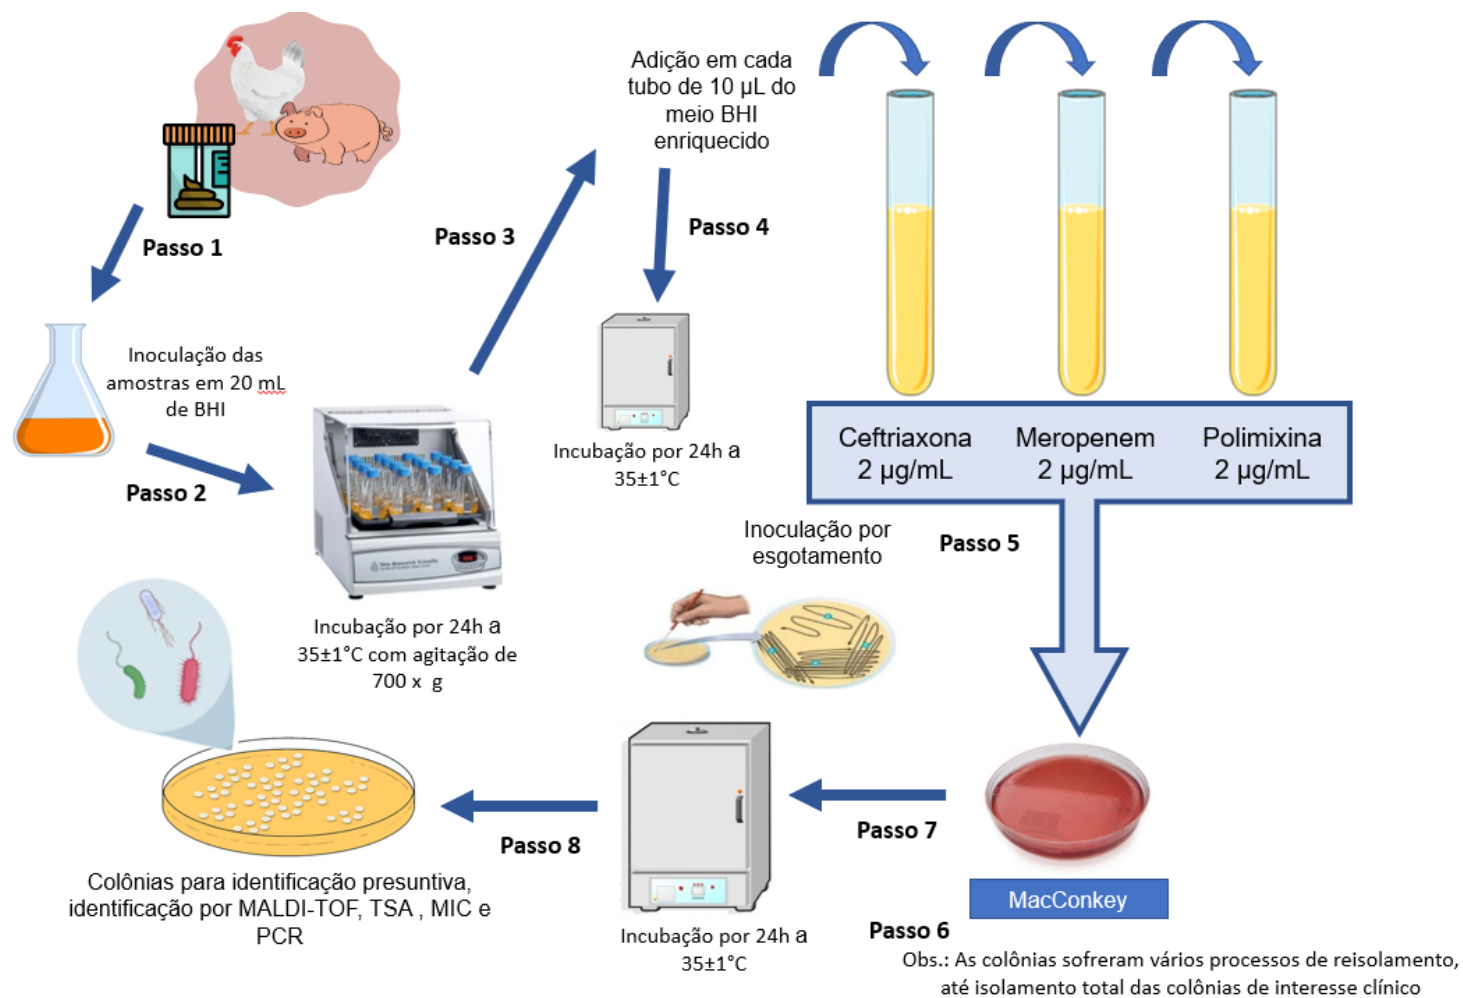 Adição em cada
tubo de 10 µL do
meio BHI
enriquecido
Passo 1
Passo 3
Passo 4
Inoculação das
amostras em 20 mL
de BHI
Passo 2
Incubação por 24h a
35±1°C com agitação de
700 x g
Incubação por 24h a
35±1°C
Ceftriaxona
2 µg/mL
Meropenem
2 µg/mL
Polimixina
2 µg/mL
Inoculação por
esgotamento
Passo 5
MacConkey
Passo 6
Obs.: As colônias sofreram vários processos de reisolamento,
até isolamento total das colônias de interesse clínico
Passo 7
Incubação por 24h a
35±1°C
Passo 8
Colônias para identificação presuntiva,
identificação por MALDI-TOF, TSA , MIC e
PCR